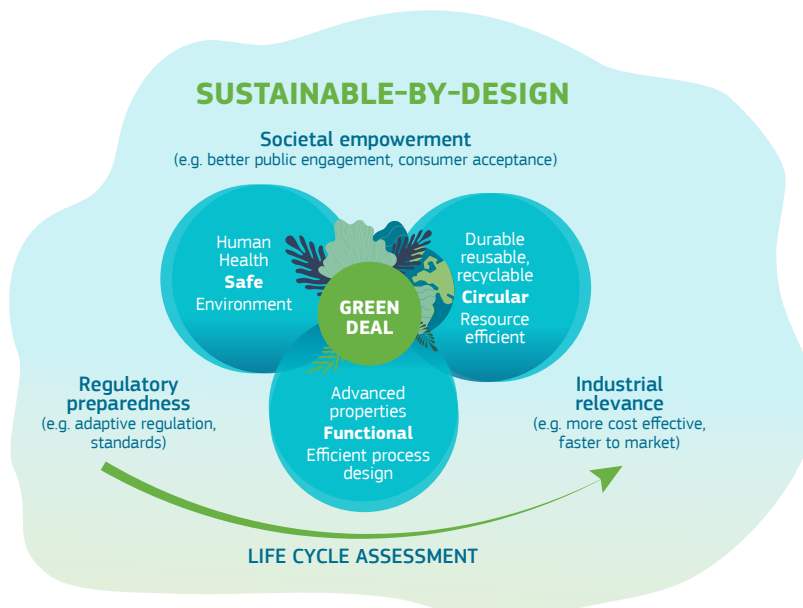 SUSTAINABLE-BY-DESIGN
Societal empowerment
(e.g. better public engagement, consumer acceptance)
Human
Health
Safe
Environment
Durable
reusable,
recyclable
Circular
Resource
efficient
GREEN
DEAL
Advanced
properties
Functional
Efficient process
design
Regulatory
preparedness
(e.g. adaptive regulation,
standards)
Industrial
relevance
(e.g. more cost effective,
faster to market)
LIFE CYCLE ASSESSMENT